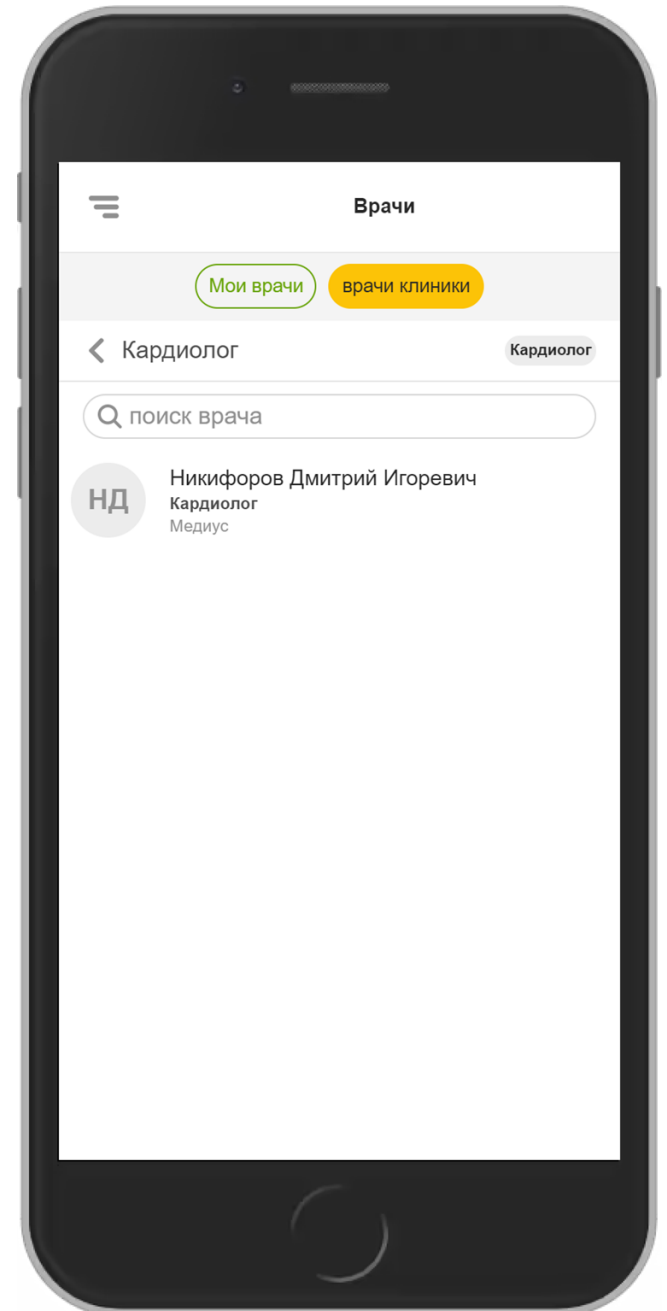 Врачи
Мои врачи врачи клиники
Кардиолог Кардиолог
поиск врача
НД
Никифоров Дмитрий Игоревич
Кардиолог
Медиус